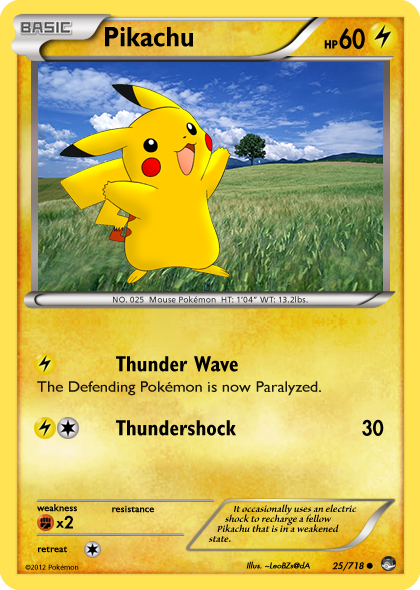 BASIC
Pikachu
HP60
NO. 025 Mouse Pokémon HT: 1'04" WT: 13.2lbs.
Thunder Wave
The Defending Pokémon is now Paralyzed.
Thundershock 30
weakness resistance
x2
It occasionally uses an electric
shock to recharge a fellow
Pikachu that is in a weakened
state.
retreat
©2012 Pokémon
Illus. ~LeoBZs@dA
25/718